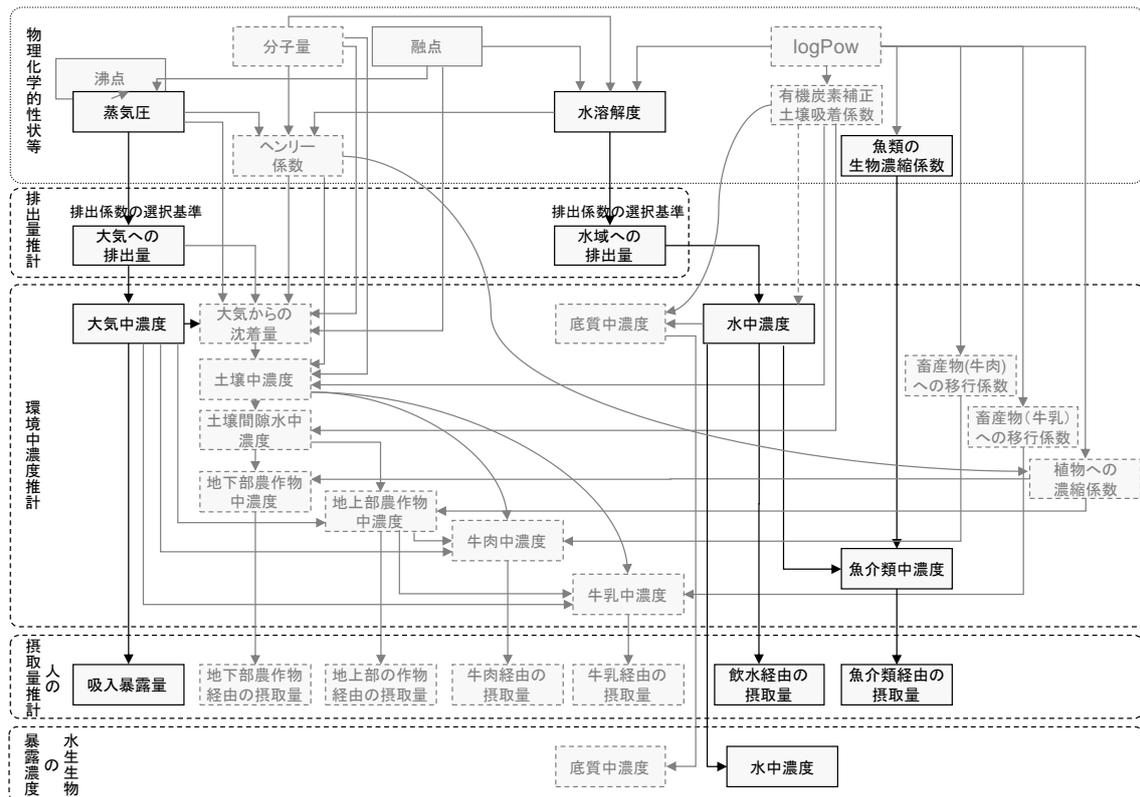 物理化学的性状等
分子量
融点
logPow
沸点
蒸気圧
水溶解度
有機炭素補正
土壌吸着係数
ヘンリー
係数
魚類の
生物濃縮係数
排出量推計
排出係数の選択基準
大気への
排出量
排出係数の選択基準
水域への
排出量
環境中濃度推計
大気中濃度
大気からの
沈着量
底質中濃度
水中濃度
土壌中濃度
畜産物(牛肉)
への移行係数
土壌間隙水中
濃度
畜産物(牛乳)
への移行係数
地下部農作物
中濃度
植物への
濃縮係数
地上部農作物
中濃度
牛肉中濃度
魚介類中濃度
牛乳中濃度
人の
摂取量推計
吸入暴露量
地下部農作物
経由の摂取量
地上部の作物
経由の摂取量
牛肉経由の
摂取量
牛乳経由の
摂取量
飲水経由の
摂取量
魚介類経由の
摂取量
水生生物
の
暴露濃度
底質中濃度
水中濃度